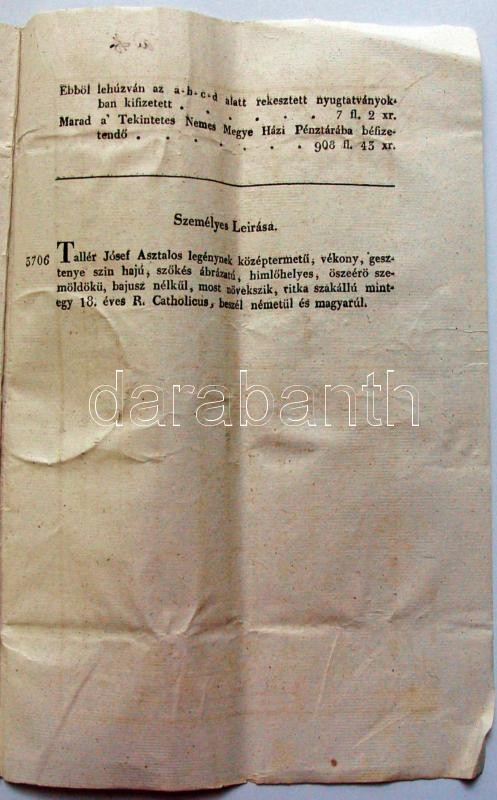 Ebből lehúzván az a-b-c-d alatt rekesztett nyugtatványok-
ban kifizetett . . . . . . . 7 fl. 2 xr.
Marad a' Tekintetes Nemes Megye Házi Pénztárába béfize-
tendő . . . . . . . . 908 fl. 43 xr.
Személyes Leirása.
5706 Tallér Jósef Asztalos legénynek középtermetű, vékony, gesz-
tenye szin hajú, szőkés ábrázatú, himlőhelyes, öszeérő sze-
möldökü, bajusz nélkűl, most növekszik, ritka szakállú mint-
egy 18. éves R. Catholicus, beszél németül és magyarúl.
darabanth